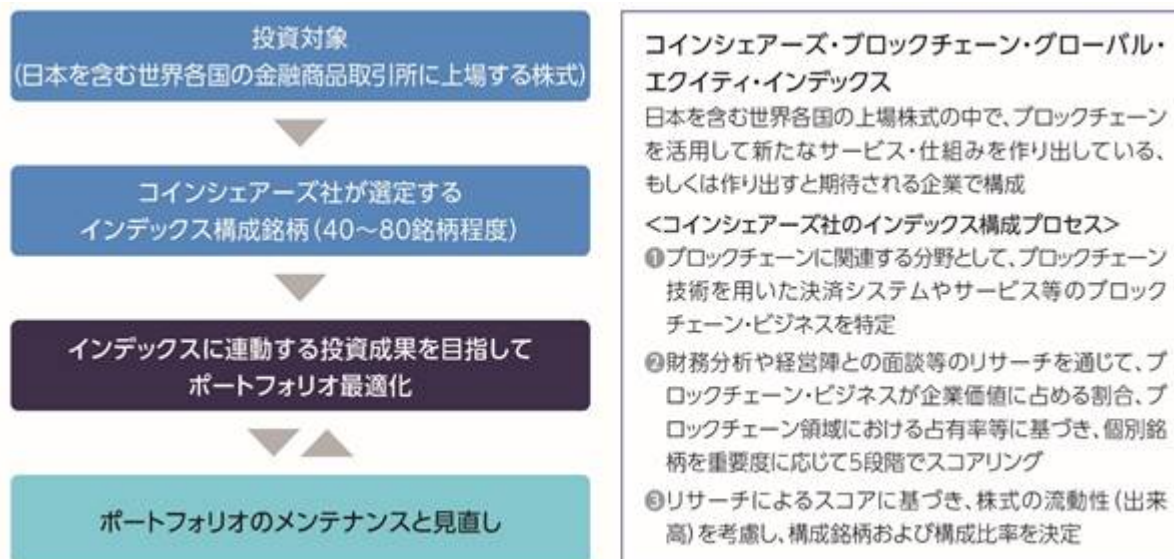 投資対象
(日本を含む世界各国の金融商品取引所に上場する株式)
コインシェアーズ社が選定する
インデックス構成銘柄(40～80銘柄程度)
インデックスに連動する投資成果を目指して
ポートフォリオ最適化
ポートフォリオのメンテナンスと見直し
コインシェアーズ・ブロックチェーン・グローバル・
エクイティ・インデックス
日本を含む世界各国の上場株式の中で、ブロックチェーン
を活用して新たなサービス・仕組みを作り出している、
もしくは作り出すと期待される企業で構成
<コインシェアーズ社のインデックス構成プロセス>
❶ブロックチェーンに関連する分野として、ブロックチェーン
技術を用いた決済システムやサービス等のブロック
チェーン・ビジネスを特定
❷財務分析や経営陣との面談等のリサーチを通じて、ブ
ロックチェーン・ビジネスが企業価値に占める割合、ブ
ロックチェーン領域における占有率等に基づき、個別銘
柄を重要度に応じて5段階でスコアリング
❸リサーチによるスコアに基づき、株式の流動性(出来
高)を考慮し、構成銘柄および構成比率を決定